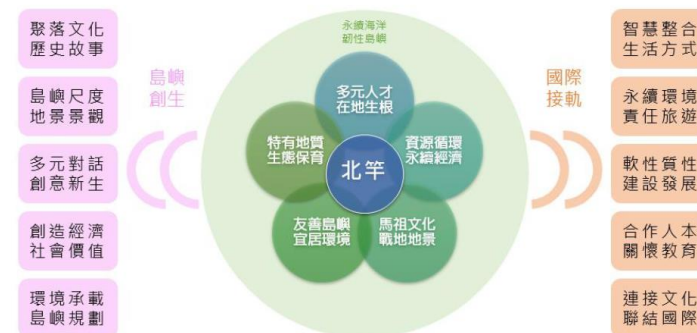 聚落文化
歷史故事
島嶼尺度
地景景觀
多元對話
創意新生
創造經濟
社會價值
環境承載
島嶼規劃
島嶼
創生
永續海洋
韌性島嶼
多元人才
在地生根
特有地質
生態保育
資源循環
永續經濟
北竿
友善島嶼
宜居環境
馬祖文化
戰地地景
國際
接軌
智慧整合
生活方式
永續環境
責任旅遊
軟性質性
建設發展
合作人本
關懷教育
連接文化
聯結國際